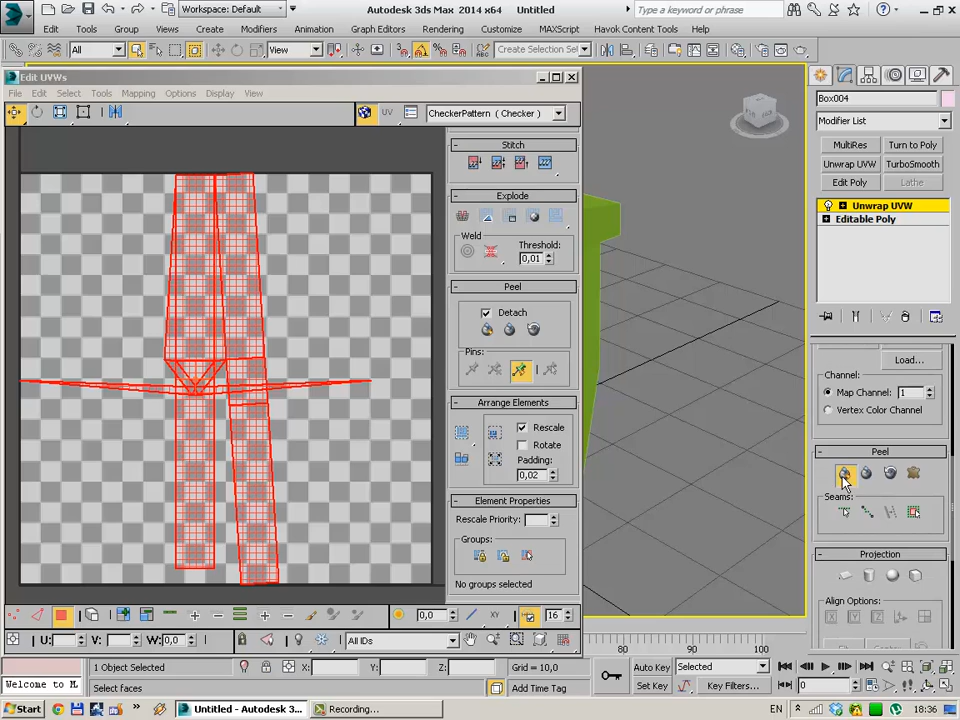 Workspace: Default
Autodesk 3ds Max 2014 x64 Untitled
Type a keyword or phrase
Edit Tools Group Views Create Modifiers Animation Graph Editors Rendering Customize MAXScript Havok Content Tools Help
All View Create Selection Set
Edit UVWs
File Edit Select Tools Mapping Options Display View
UV CheckerPattern ( Checker )
Stitch
Explode
Weld
Threshold:
0,01
Peel
Detach
Pins:
Arrange Elements
Rescale
Rotate
Padding:
0,02
Element Properties
Rescale Priority:
Groups:
No groups selected
0,0 XY 16
U: V: W: 0,0 All IDs
Box004
Modifier List
MultiRes Turn to Poly
Unwrap UVW TurboSmooth
Edit Poly Lathe
Unwrap UVW
Editable Poly
Load...
Channel:
Map Channel: 1
Vertex Color Channel
Peel
Seams:
Projection
Align Options:
X Y Z
80 90 100
1 Object Selected X: Y: Z: Grid = 10,0 Auto Key Selected
Welcome to M. Select faces Add Time Tag Set Key Key Filters... 0
Start Untitled - Autodesk 3... Recording... EN 18:36